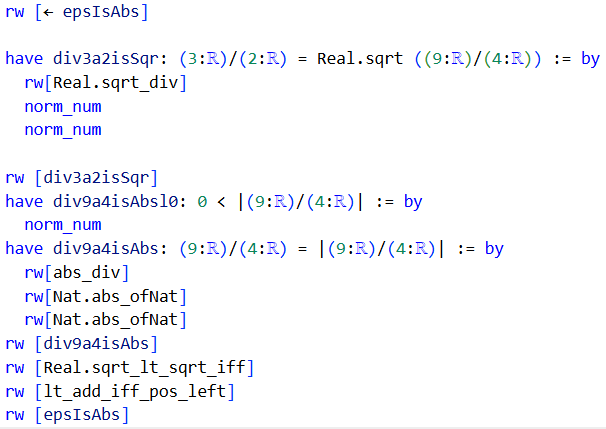 rw [← epsIsAbs]
have div3a2isSqr: (3:ℝ)/(2:ℝ) = Real.sqrt ((9:ℝ)/(4:ℝ)) := by
  rw[Real.sqrt_div]
  norm_num
  norm_num
rw [div3a2isSqr]
have div9a4isAbsl0: 0 < |(9:ℝ)/(4:ℝ)| := by
  norm_num
have div9a4isAbs: (9:ℝ)/(4:ℝ) = |(9:ℝ)/(4:ℝ)| := by
  rw[abs_div]
  rw[Nat.abs_ofNat]
  rw[Nat.abs_ofNat]
rw [div9a4isAbs]
rw [Real.sqrt_lt_sqrt_iff]
rw [lt_add_iff_pos_left]
rw [epsIsAbs]